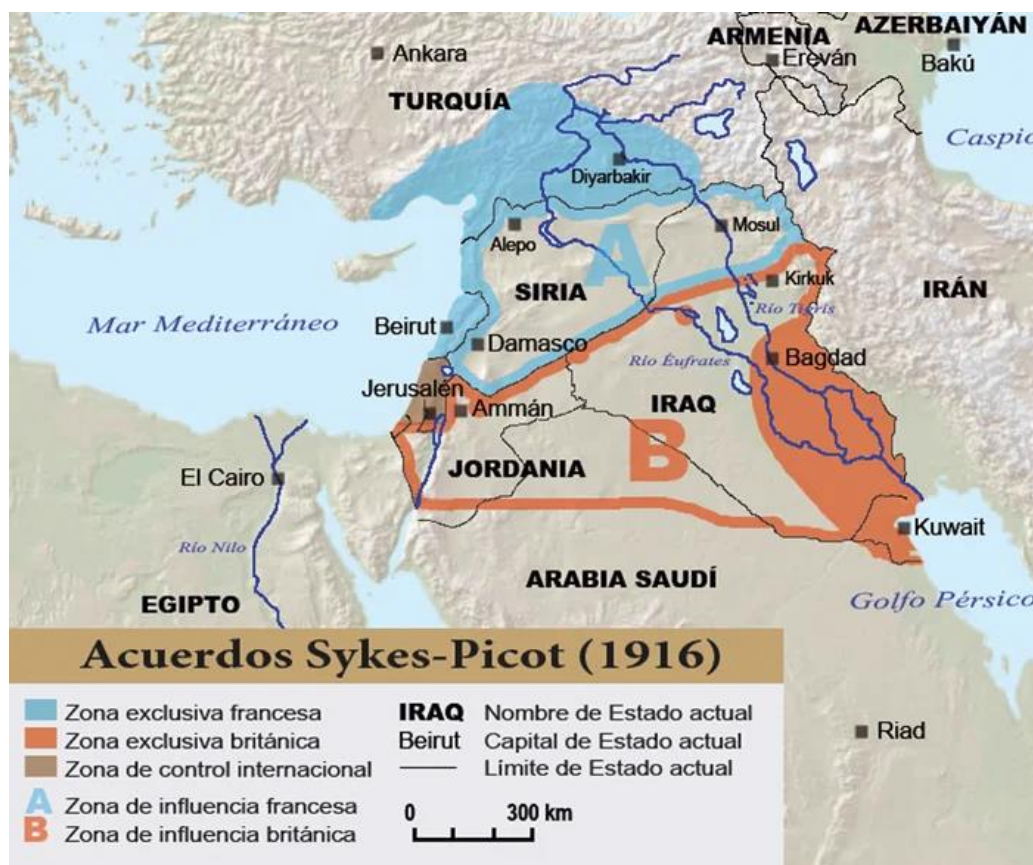 ARMENIA
AZERBAIYÁN
Ankara
Ereván
Bakú
TURQUÍA
Caspio
Diyarbakir
Alepo
A
Mosul
SIRIA
Kirkuk
IRÁN
Mar Mediterráneo
Beirut
Río Tigris
Damasco
Río Éufrates
Bagdad
Jerusalén
Ammán
IRAQ
B
JORDANIA
El Cairo
Kuwait
Río Nilo
ARABIA SAUDÍ
EGIPTO
Golfo Pérsico
Acuerdos Sykes-Picot (1916)
Zona exclusiva francesa
Zona exclusiva británica
Zona de control internacional
A Zona de influencia francesa
B Zona de influencia británica
IRAQ Nombre de Estado actual
Beirut Capital de Estado actual
Límite de Estado actual
0 300 km
Riad